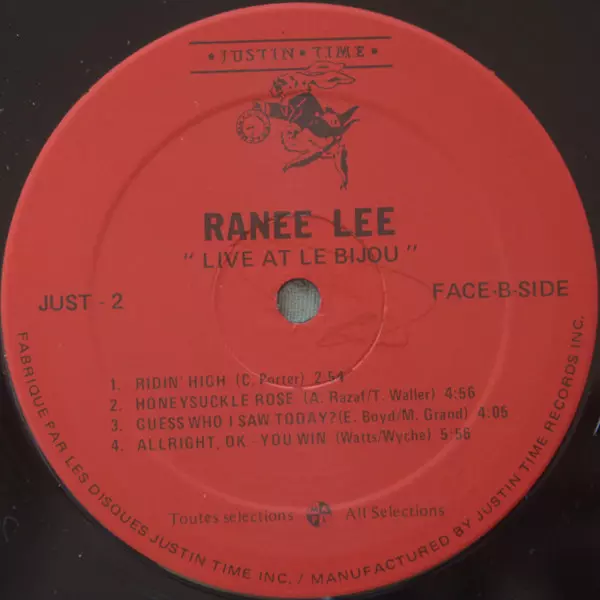 • JUSTIN • TIME •
RANEE LEE
" LIVE AT LE BIJOU "
JUST - 2
FACE-B-SIDE
1. RIDIN' HIGH (C. Porter) 2:54
2. HONEYSUCKLE ROSE (A. Razaf/T. Waller) 4:56
3. GUESS WHO I SAW TODAY? (E. Boyd/M. Grand) 4:05
4. ALLRIGHT, OK - YOU WIN (Watts/Wyche) 5:56
Toutes selections
All Selections
FABRIQUE PAR LES DISQUES JUSTIN TIME INC. / MANUFACTURED BY JUSTIN TIME RECORDS INC.